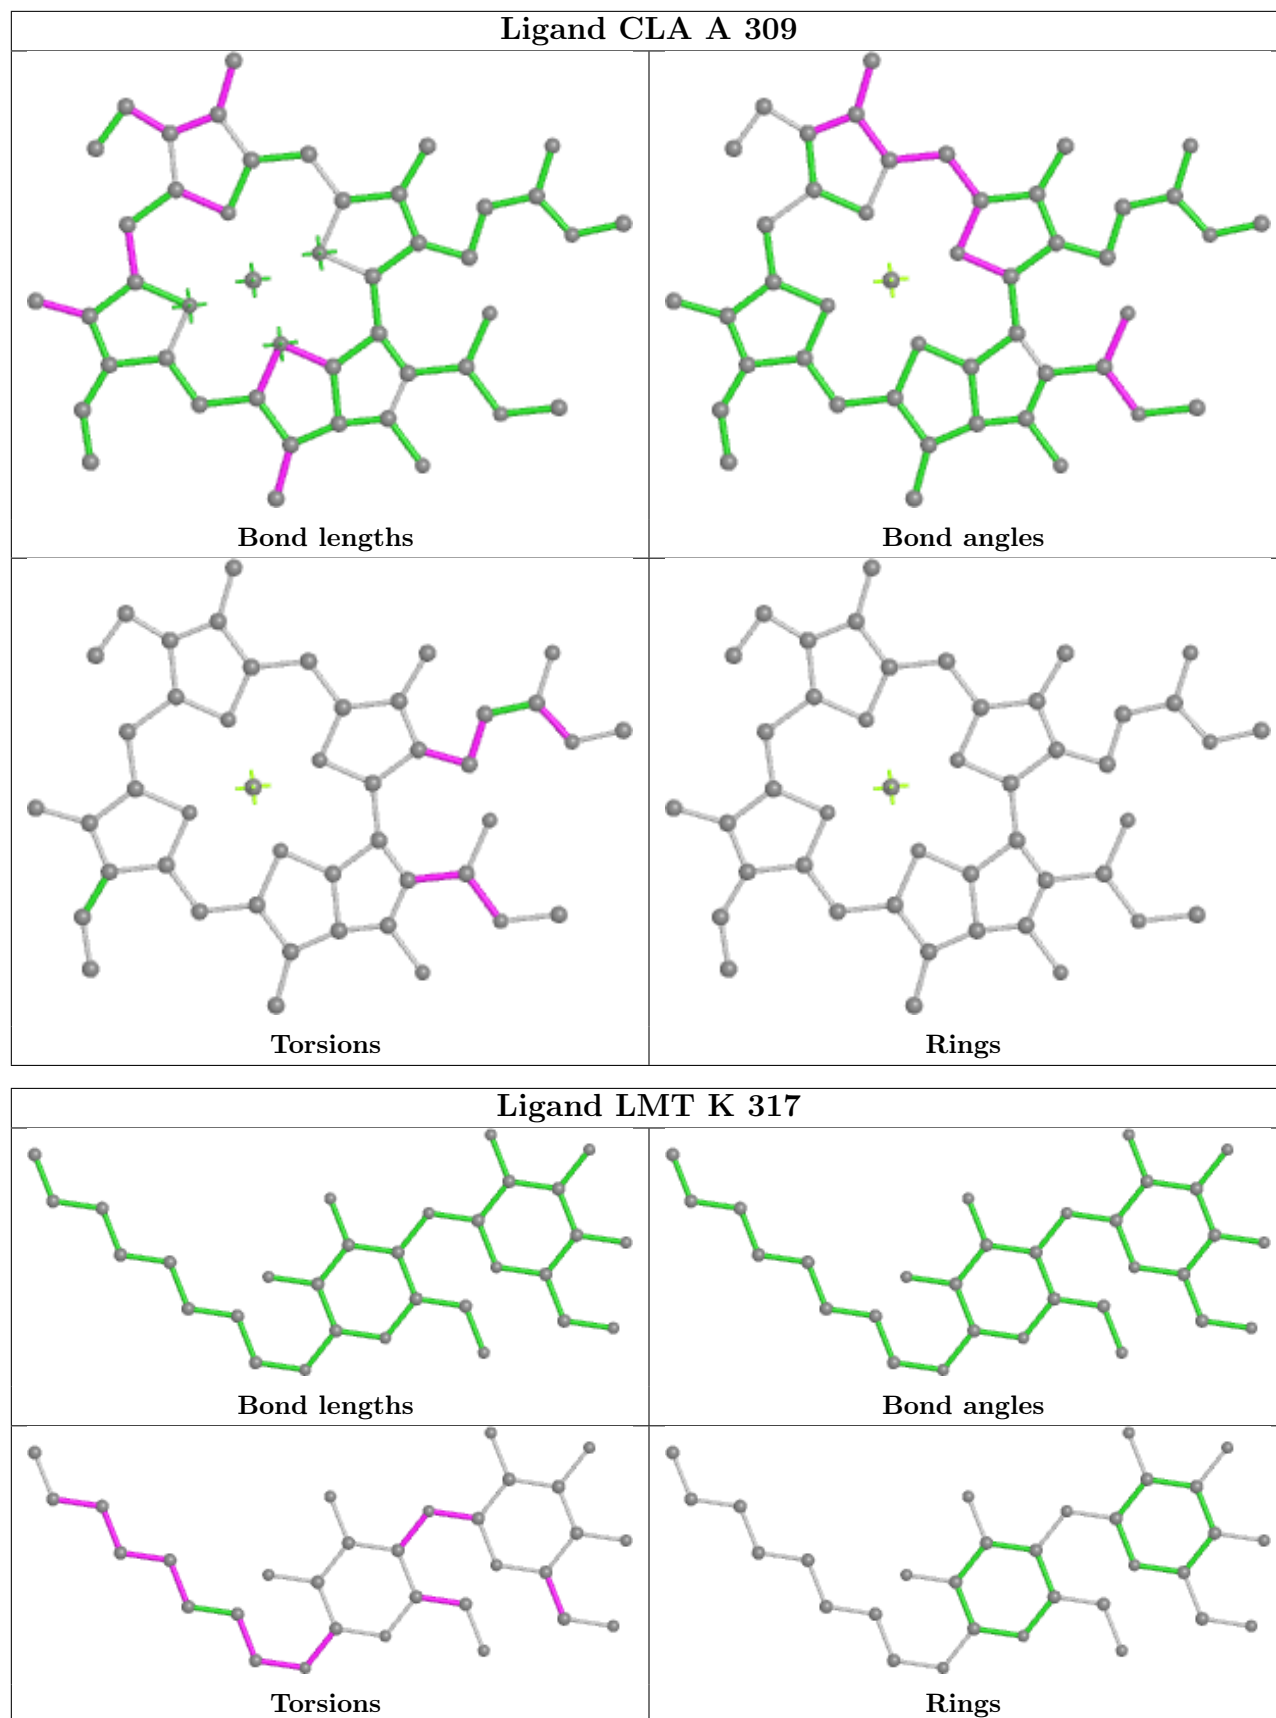 Ligand CLA A 309
Bond lengths
Bond angles
Torsions
Rings
Ligand LMT K 317
Bond lengths
Bond angles
Torsions
Rings